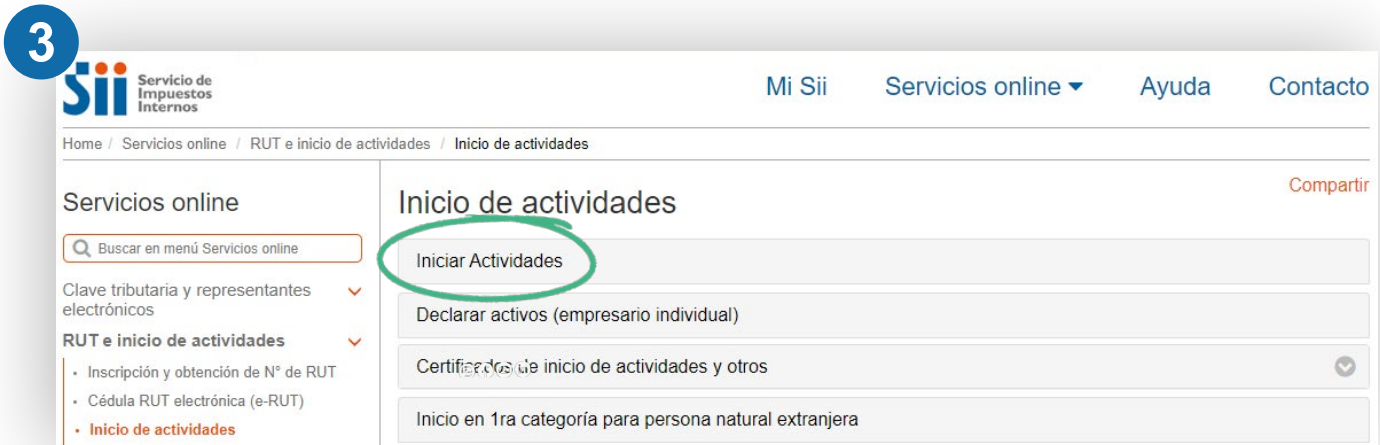 3
Sii Servicio de
Impuestos
Internos
Mi Sii Servicios online Ayuda Contacto
Home / Servicios online / RUT e inicio de actividades / Inicio de actividades
Compartir
Servicios online
Buscar en menú Servicios online
Clave tributaria y representantes
electrónicos
RUT e inicio de actividades
Inscripción y obtención de N° de RUT
Cédula RUT electrónica (e-RUT)
Inicio de actividades
Inicio de actividades
Iniciar Actividades
Declarar activos (empresario individual)
Certificados de inicio de actividades y otros
Inicio en 1ra categoría para persona natural extranjera